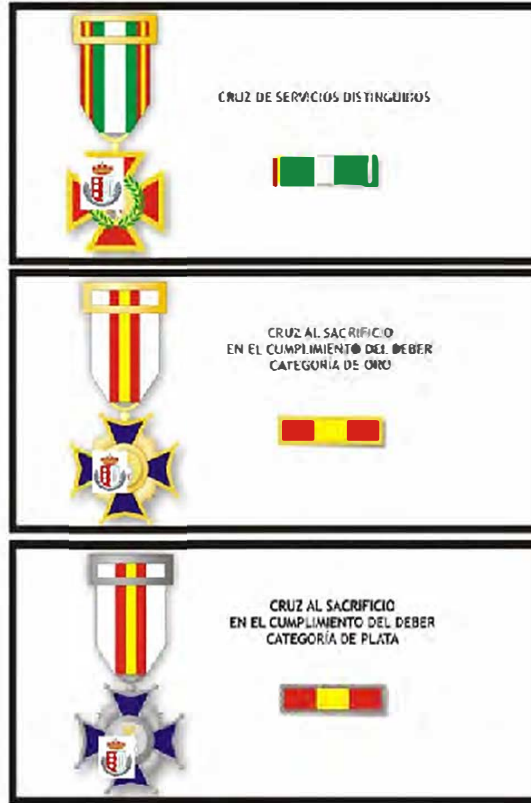 CRUZ DE SERVICIOS DISTINGUIDOS
CRUZ AL SACRIFICIO
EN EL CUMPLIMIENTO DEL DEBER
CATEGORÍA DE ORO
CRUZ AL SACRIFICIO
EN EL CUMPLIMIENTO DEL DEBER
CATEGORÍA DE PLATA